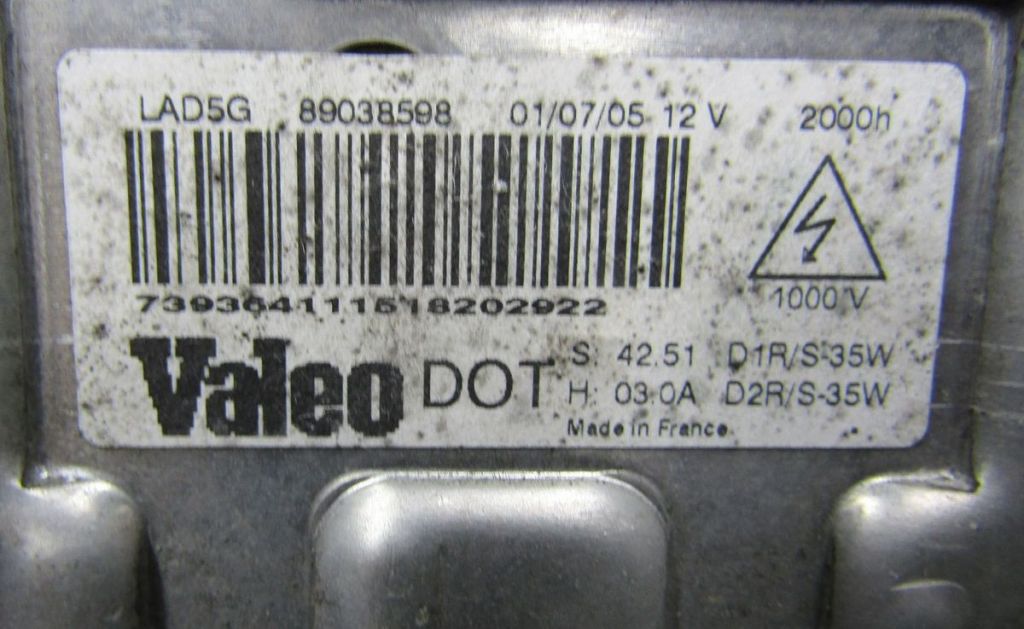 LAD5G 89038598 01/07/05 12 V 2000h
1000 V
739364111518202922
Valeo DOT S: 42.51 D1R/S-35W
H: 03.0A D2R/S-35W
Made in France